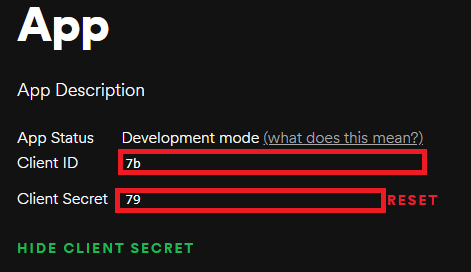 App
App Description
App Status Development mode (what does this mean?)
Client ID 7b
Client Secret 79 RESET
HIDE CLIENT SECRET